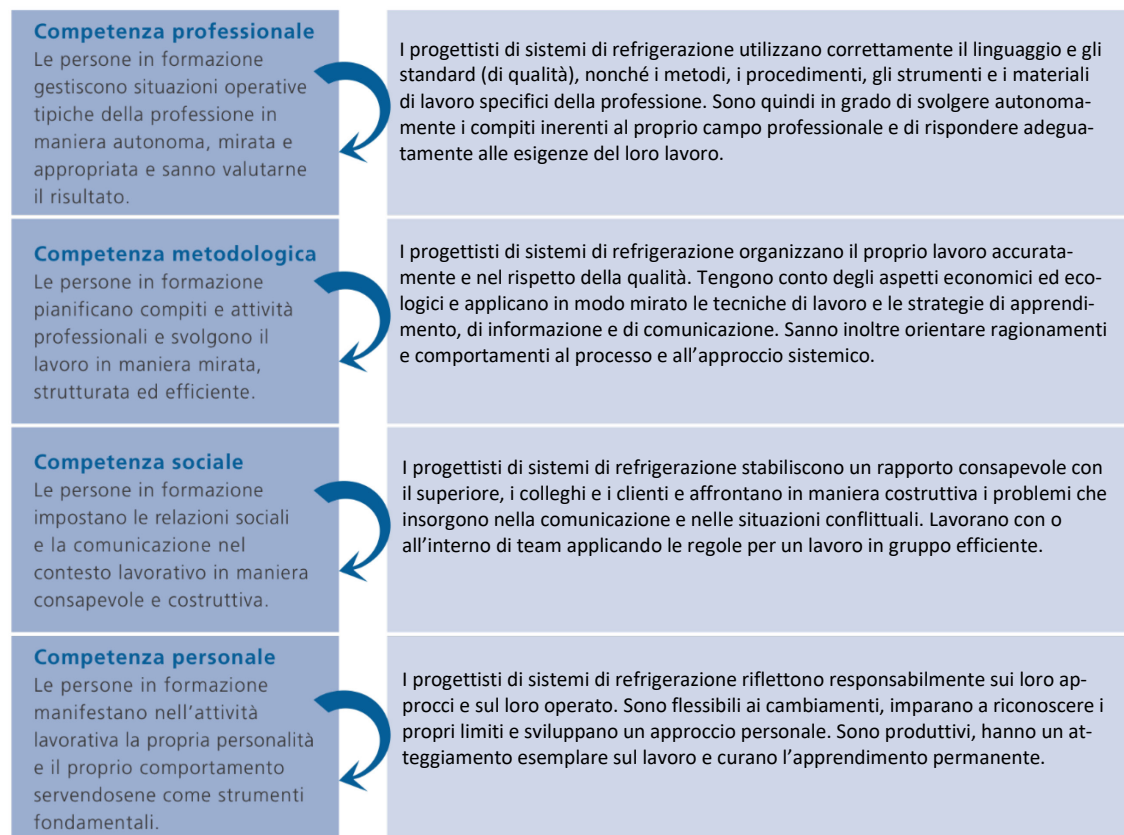 Competenza professionale
Le persone in formazione
gestiscono situazioni operative
tipiche della professione in
maniera autonoma, mirata e
appropriata e sanno valutarne
il risultato.
I progettisti di sistemi di refrigerazione utilizzano correttamente il linguaggio e gli
standard (di qualità), nonché i metodi, i procedimenti, gli strumenti e i materiali
di lavoro specifici della professione. Sono quindi in grado di svolgere autonoma-
mente i compiti inerenti al proprio campo professionale e di rispondere adegua-
tamente alle esigenze del loro lavoro.
Competenza metodologica
Le persone in formazione
pianificano compiti e attività
professionali e svolgono il
lavoro in maniera mirata,
strutturata ed efficiente.
I progettisti di sistemi di refrigerazione organizzano il proprio lavoro accurata-
mente e nel rispetto della qualità. Tengono conto degli aspetti economici ed eco-
logici e applicano in modo mirato le tecniche di lavoro e le strategie di apprendi-
mento, di informazione e di comunicazione. Sanno inoltre orientare ragionamenti
e comportamenti al processo e all’approccio sistemico.
Competenza sociale
Le persone in formazione
impostano le relazioni sociali
e la comunicazione nel
contesto lavorativo in maniera
consapevole e costruttiva.
I progettisti di sistemi di refrigerazione stabiliscono un rapporto consapevole con
il superiore, i colleghi e i clienti e affrontano in maniera costruttiva i problemi che
insorgono nella comunicazione e nelle situazioni conflittuali. Lavorano con o
all’interno di team applicando le regole per un lavoro in gruppo efficiente.
Competenza personale
Le persone in formazione
manifestano nell’attività
lavorativa la propria personalità
e il proprio comportamento
servendosene come strumenti
fondamentali.
I progettisti di sistemi di refrigerazione riflettono responsabilmente sui loro ap-
procci e sul loro operato. Sono flessibili ai cambiamenti, imparano a riconoscere i
propri limiti e sviluppano un approccio personale. Sono produttivi, hanno un at-
teggiamento esemplare sul lavoro e curano l’apprendimento permanente.